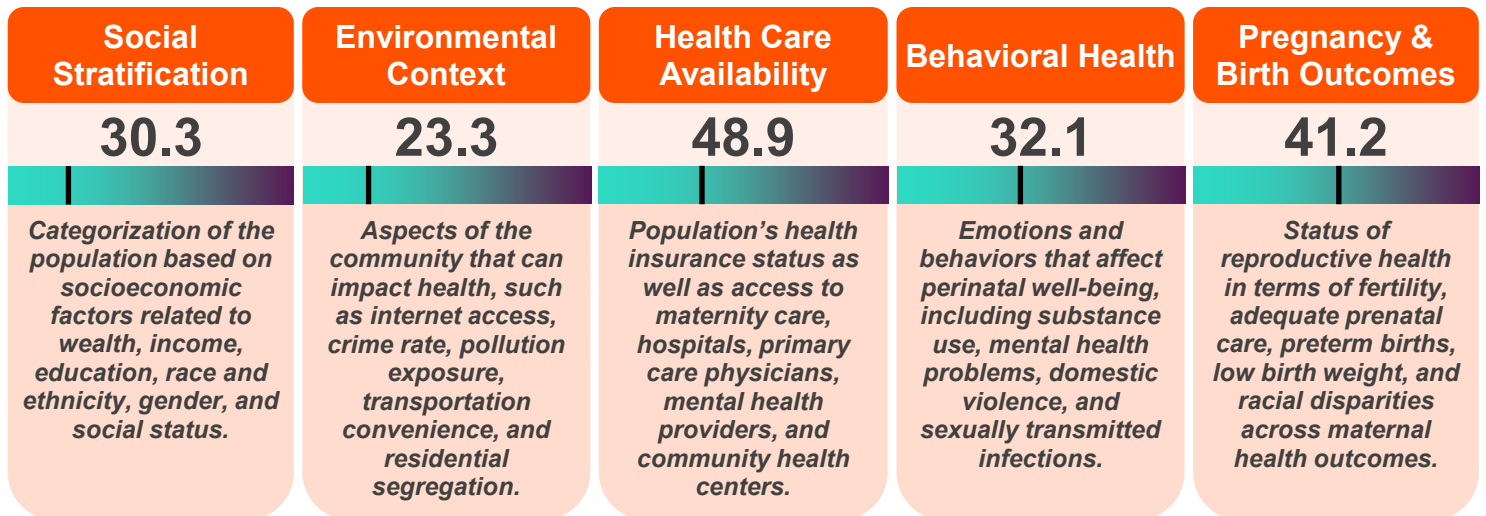 Social
Stratification
30.3
Categorization of the
population based on
socioeconomic
factors related to
wealth, income,
education, race and
ethnicity, gender, and
social status.
Environmental
Context
23.3
Aspects of the
community that can
impact health, such
as internet access,
crime rate, pollution
exposure,
transportation
convenience, and
residential
segregation.
Health Care
Availability
48.9
Population’s health
insurance status as
well as access to
maternity care,
hospitals, primary
care physicians,
mental health
providers, and
community health
centers.
Behavioral Health
32.1
Emotions and
behaviors that affect
perinatal well-being,
including substance
use, mental health
problems, domestic
violence, and
sexually transmitted
infections.
Pregnancy &
Birth Outcomes
41.2
Status of
reproductive health
in terms of fertility,
adequate prenatal
care, preterm births,
low birth weight, and
racial disparities
across maternal
health outcomes.